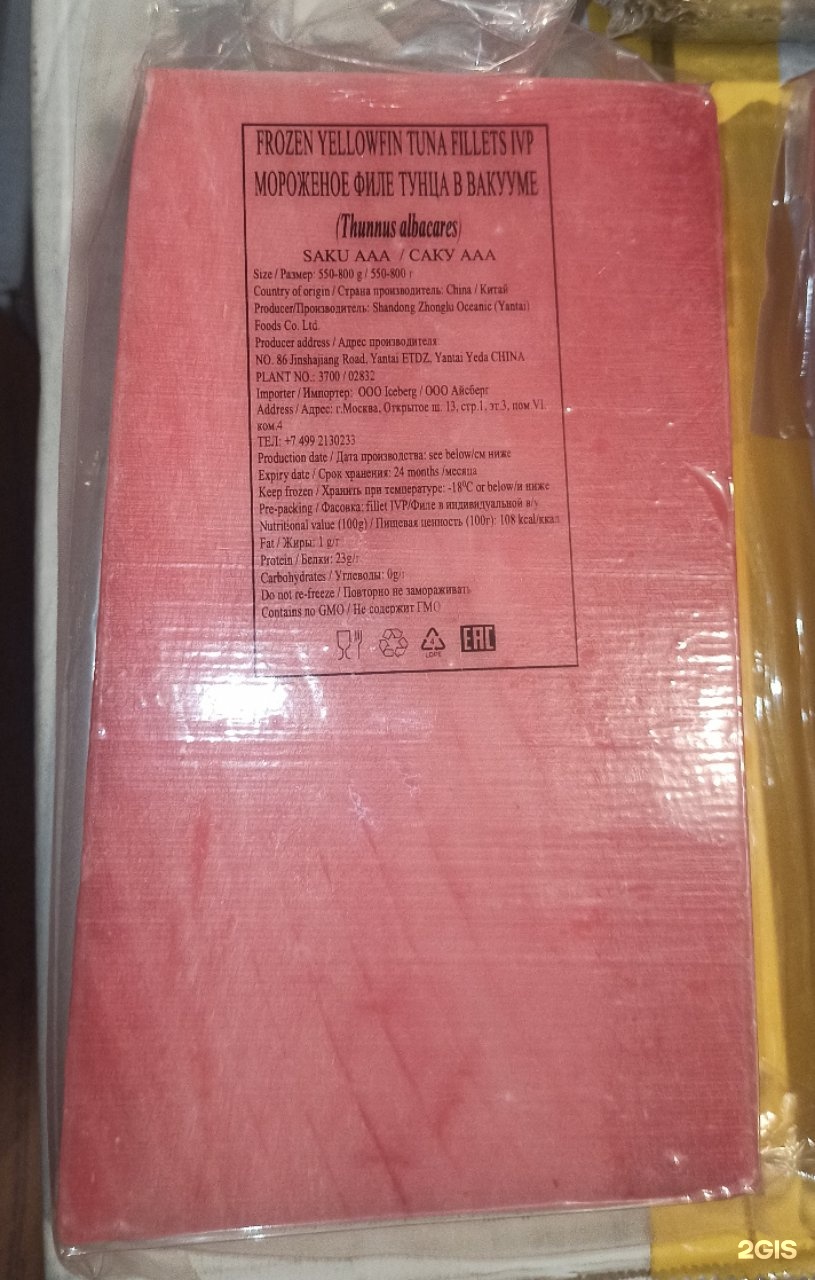 FROZEN YELLOWFIN TUNA FILLETS IVP
МОРОЖЕНОЕ ФИЛЕ ТУНЦА В ВАКУУМЕ
(Thunnus albacares)
SAKU AAA / САКУ ААА
Size / Размер: 550-800 g / 550-800 г
Country of origin / Страна производитель: China / Китай
Producer/Производитель: Shandong Zhonglu Oceanic (Yantai)
Foods Co. Ltd.
Producer address / Адрес производителя
NO. 86 Jinshajiang Road, Yantai ETDZ, Yantai Yeda CHINA
PLANT NO.: 3700 / 02832
Importer / Импортер: ООО Iceberg / ООО Айсберг
Address / Адрес: г.Москва, Открытое ш. 13, стр.1, эт.3, пом VI,
ком.4
ТЕЛ: +7 499 2130233
Production date / Дата производства: see below/см ниже
Expiry date / Срок хранения: 24 months /месяца
Keep frozen / Хранить при температуре: -18°C or below/и ниже
Pre-packing / Фасовка: fillet IVP/Филе в индивидуальной в/у
Nutritional value (100g) / Пищевая ценность (100г): 108 kcal/ккал
Fat / Жиры: 1 g/г
Protein / Белки: 23g/г
Carbohydrates / Углеводы: 0g/г
Do not re-freeze / Повторно не замораживать
Contains no GMO / Не содержит ГМО
4
LDPE
EAC
2GIS